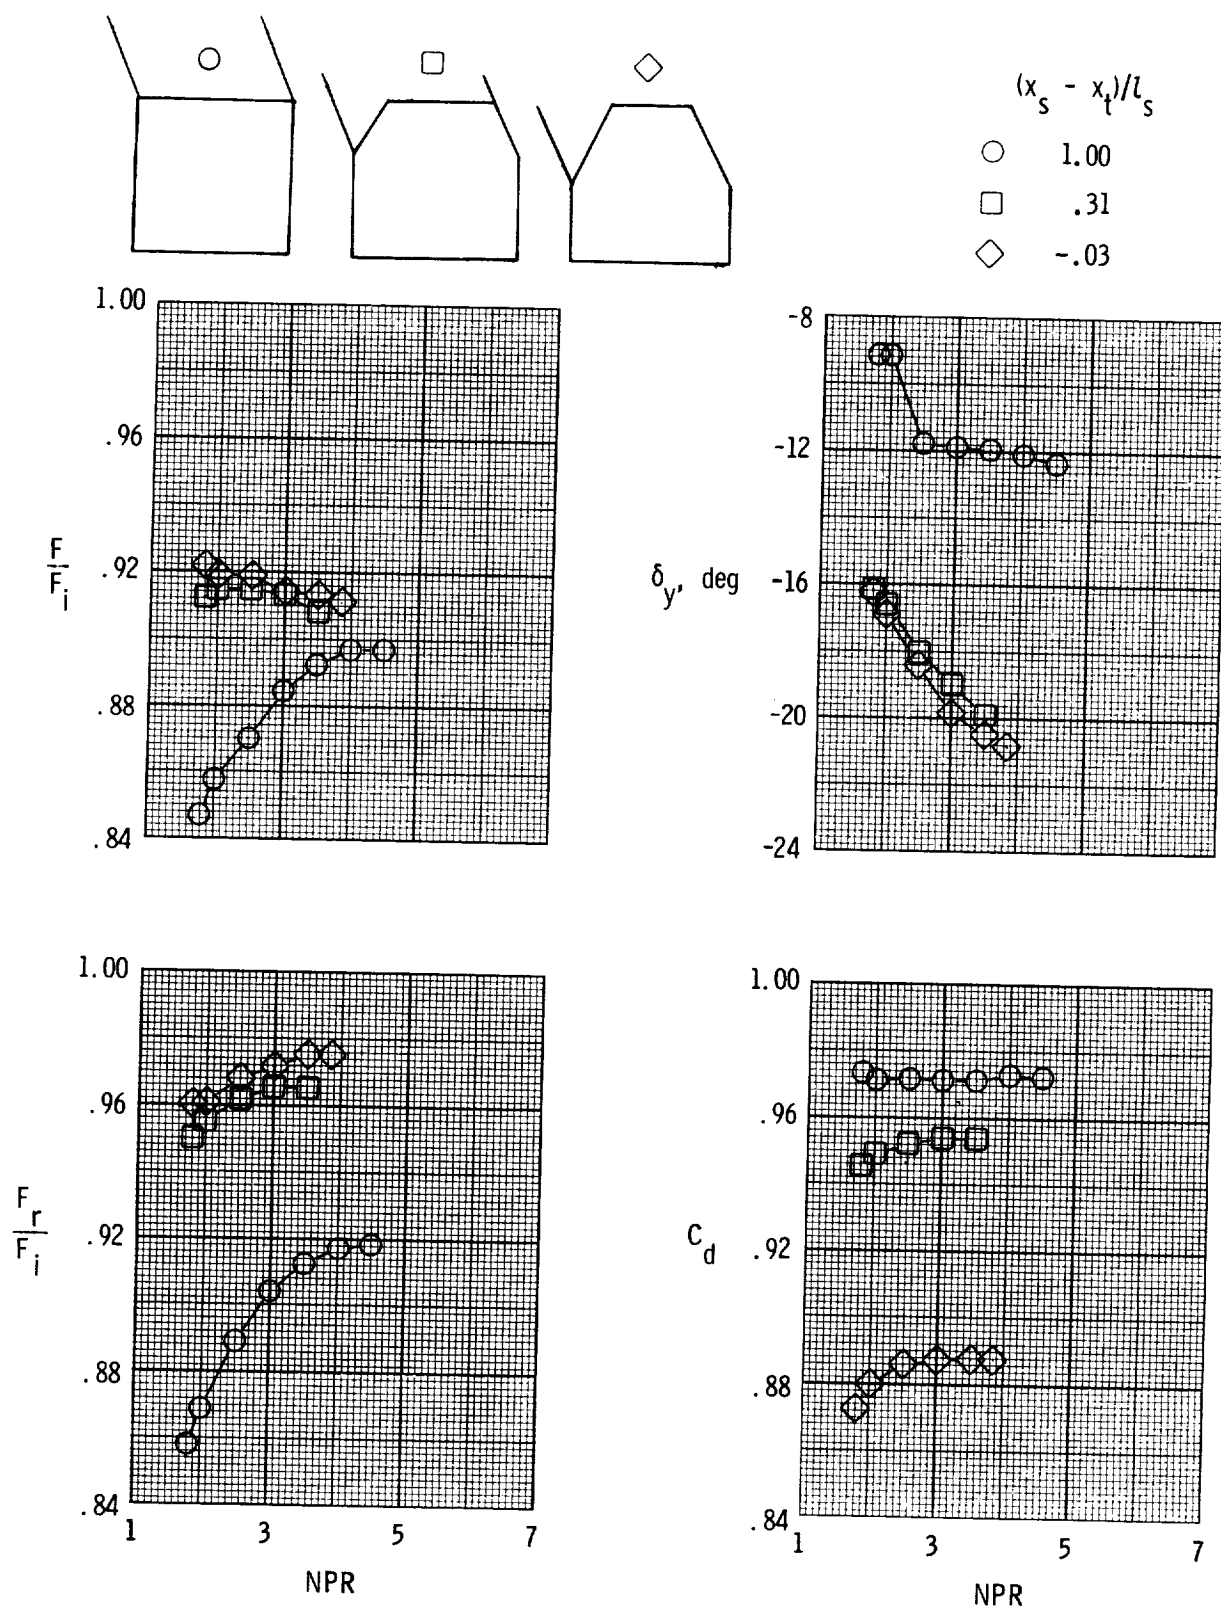 (x_s - x_t)/l_s
1.00
.31
-.03
1.00
.96
F/F_i
.92
.88
.84
-8
-12
δ_y, deg
-16
-20
-24
1.00
.96
F_r/F_i
.92
.88
.84
1 3 5 7
NPR
1.00
.96
C_d
.92
.88
.84
1 3 5 7
NPR